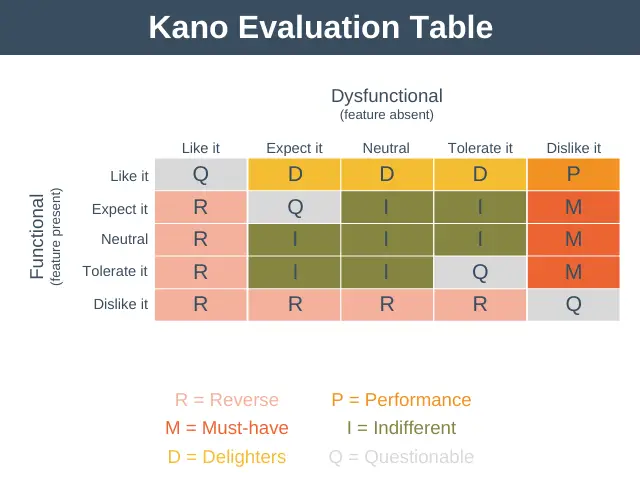 Kano Evaluation Table
Dysfunctional
(feature absent)
Like it Expect it Neutral Tolerate it Dislike it
Functional
(feature present)
Like it Q D D D P
Expect it R Q I I M
Neutral R I I I M
Tolerate it R I I Q M
Dislike it R R R R Q
R = Reverse P = Performance
M = Must-have I = Indifferent
D = Delighters Q = Questionable